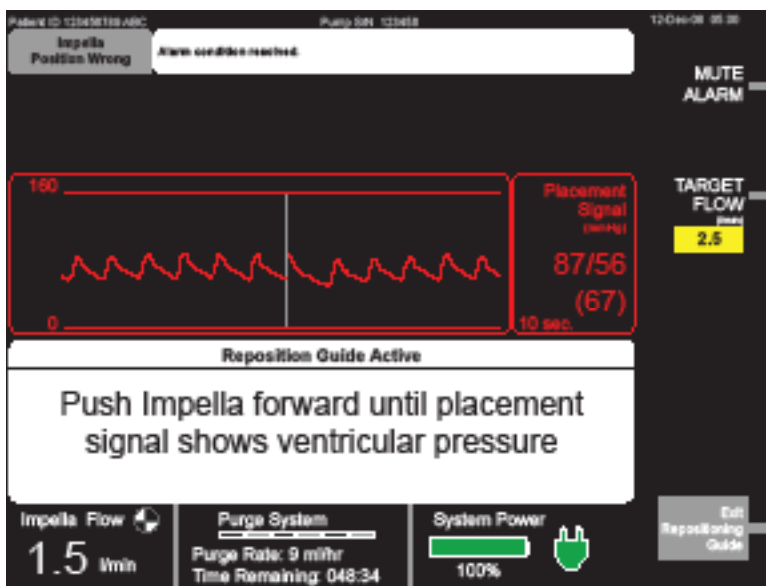 Pump S/N 123458
12-Dec-08 05:30
Impella
Position Wrong
Alarm condition resolved.
MUTE
ALARM
160
Placement
Signal
(mmHg)
87/56
(67)
0
10 sec.
TARGET
FLOW
(l/min)
2.5
Reposition Guide Active
Push Impella forward until placement
signal shows ventricular pressure
Impella Flow
1.5 l/min
Purge System
Purge Rate: 9 ml/hr
Time Remaining: 048:34
System Power
100%
Exit
Repositioning
Guide